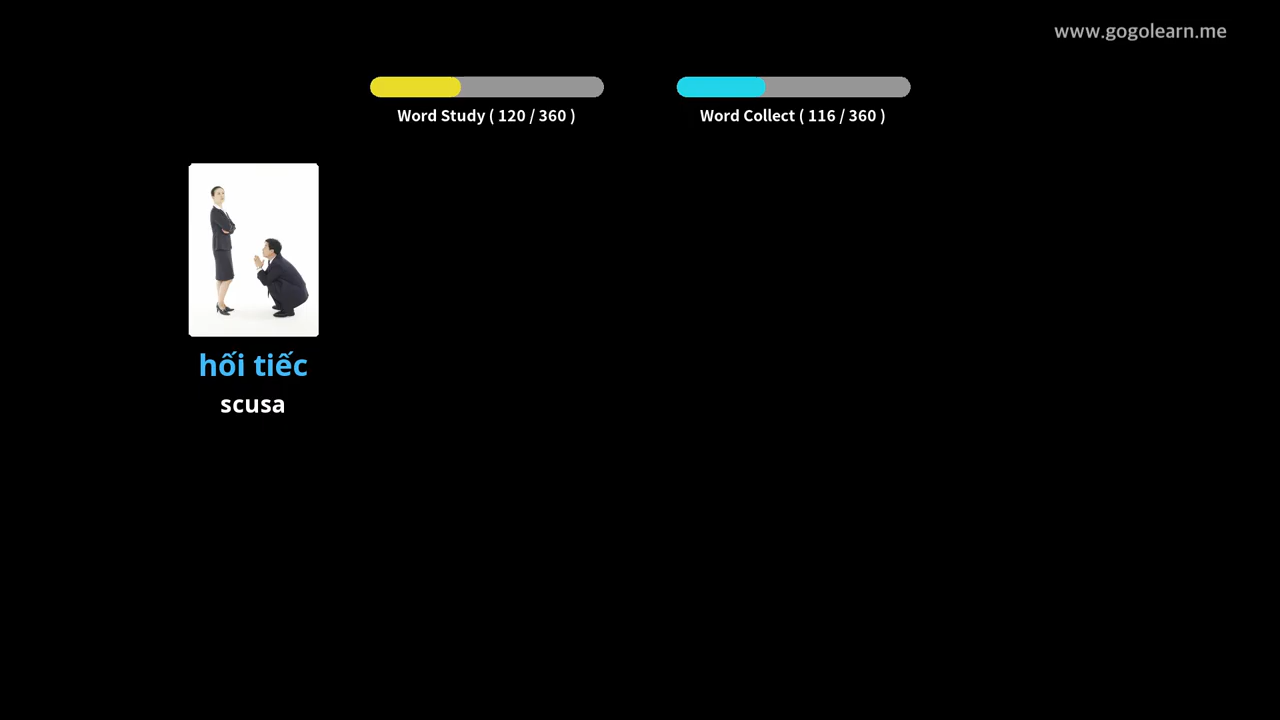 www.gogolearn.me
Word Study ( 120 / 360 )
Word Collect ( 116 / 360 )
hối tiếc
scusa